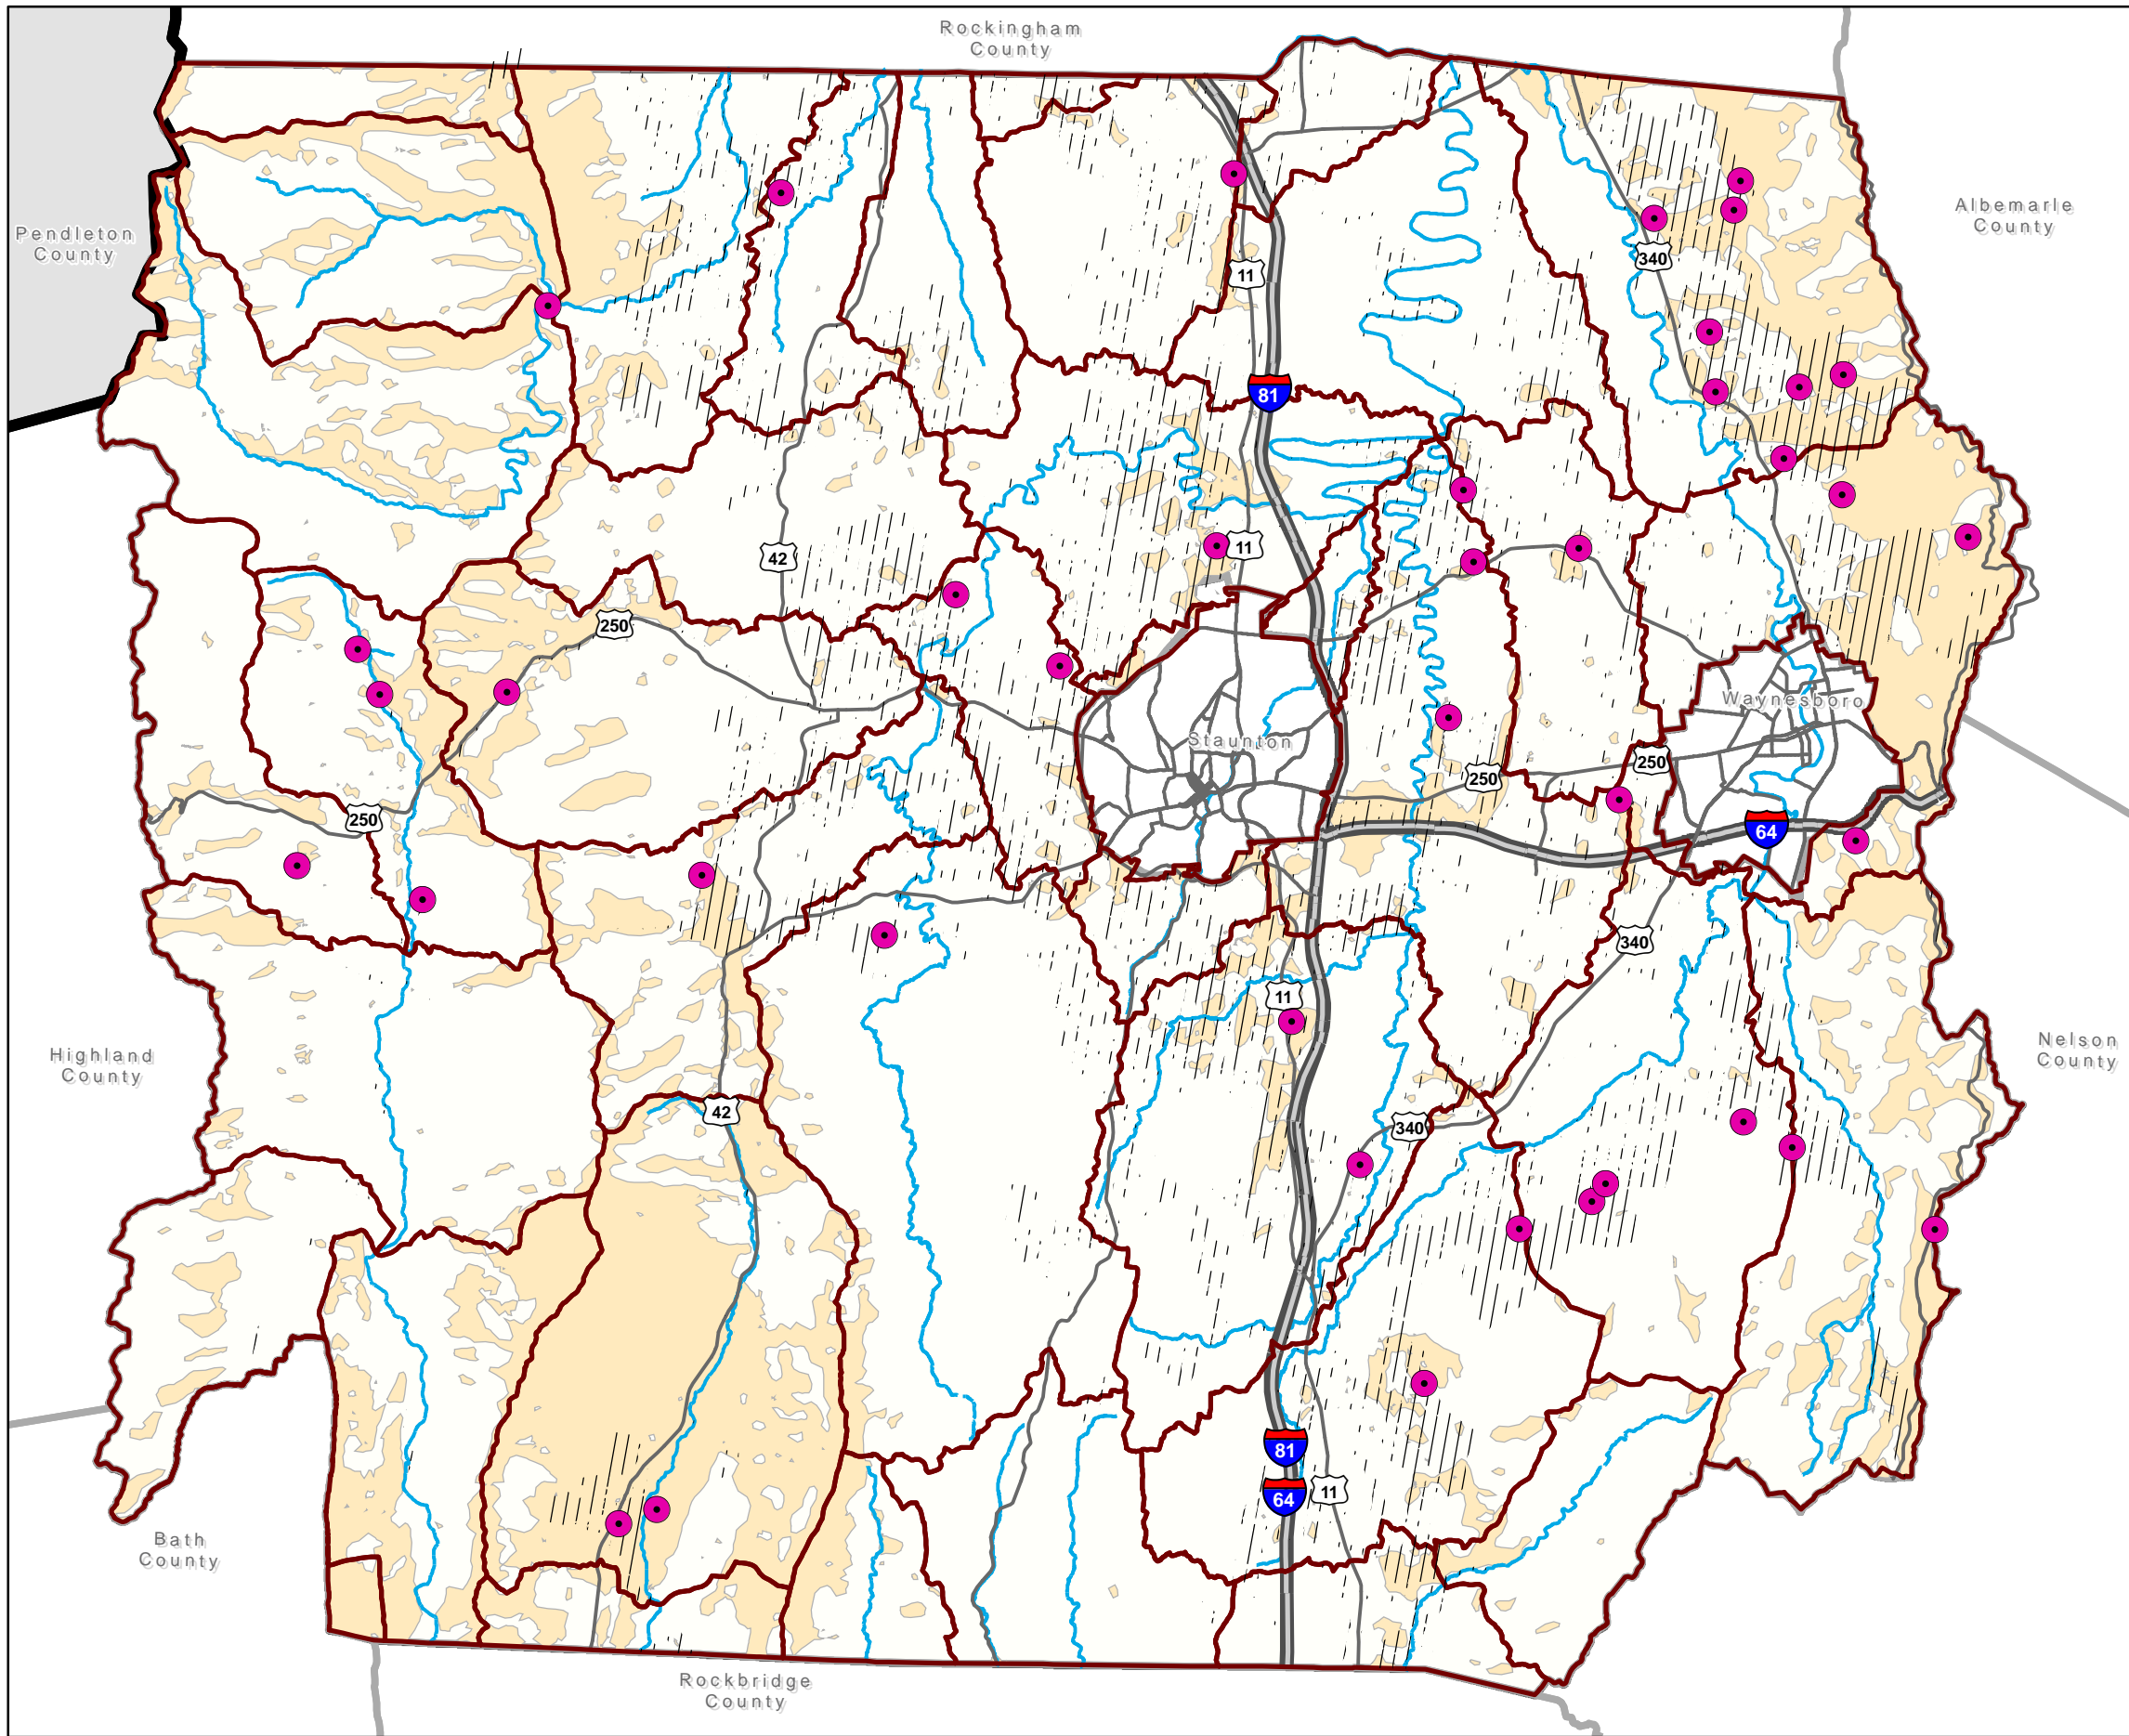 Rockingham
County
Albemarle
County
Pendleton
County
340
11
81
42
11
250
Waynesboro
Staunton
250
250
250
64
340
11
Highland
County
Nelson
County
42
340
81
64
11
Bath
County
Rockbridge
County